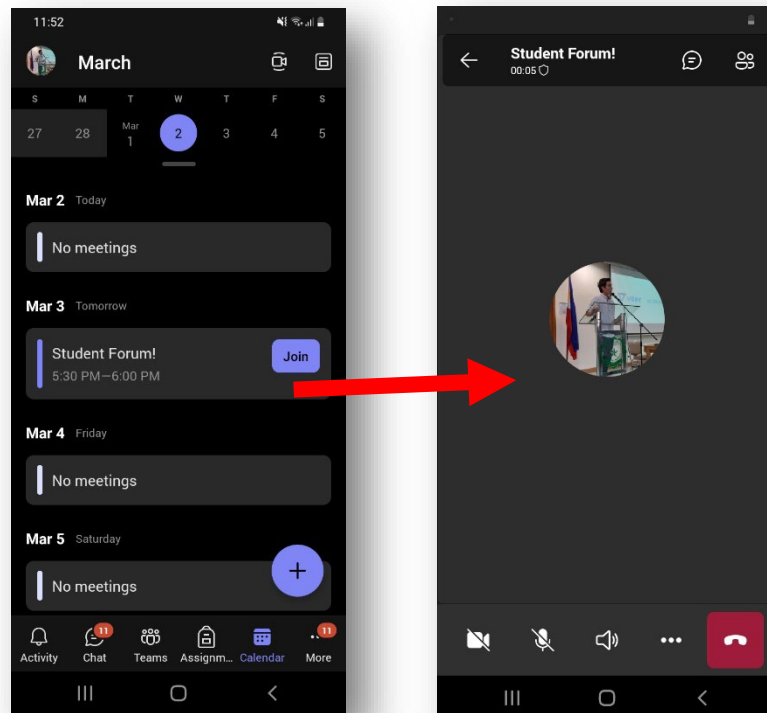 11:52
March
S M T W T F S
27 28 Mar 1 2 3 4 5
Mar 2 Today
No meetings
Mar 3 Tomorrow
Student Forum!
Join
5:30 PM–6:00 PM
Mar 4 Friday
No meetings
Mar 5 Saturday
No meetings
+
11 11
Activity Chat Teams Assignm... Calendar More
Student Forum!
00:05